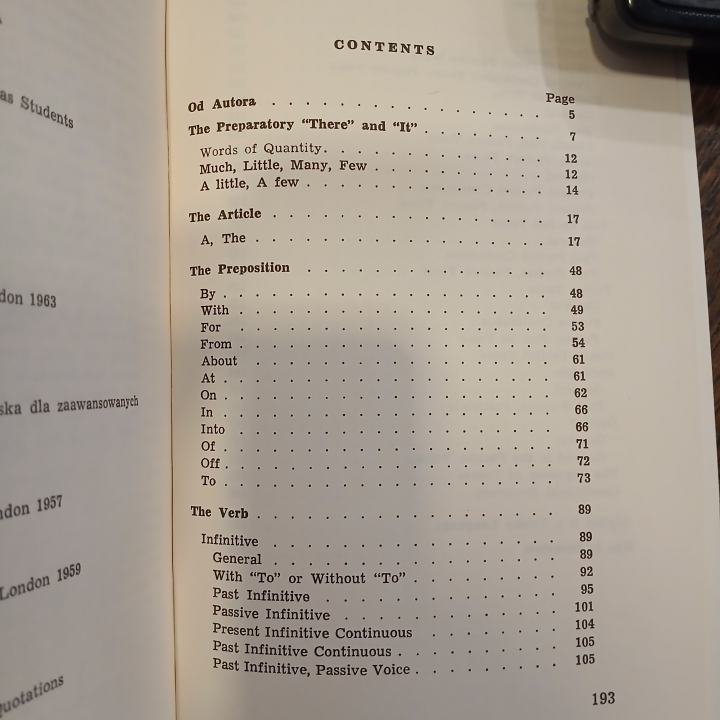 as Students
don 1963
ska dla zaawansowanych
ndon 1957
London 1959
uotations
CONTENTS
Page
Od Autora . . . . . . . . . . . . . . . . 5
The Preparatory “There” and “It” . . . . . . . 7
Words of Quantity . . . . . . . . . . . . 12
Much, Little, Many, Few . . . . . . . . . . 12
A little, A few . . . . . . . . . . . . . 14
The Article . . . . . . . . . . . . . . . 17
A, The . . . . . . . . . . . . . . . . 17
The Preposition . . . . . . . . . . . . . 48
By . . . . . . . . . . . . . . . . . 48
With . . . . . . . . . . . . . . . . 49
For . . . . . . . . . . . . . . . . 53
From . . . . . . . . . . . . . . . . 54
About . . . . . . . . . . . . . . . 61
At . . . . . . . . . . . . . . . . . 61
On . . . . . . . . . . . . . . . . . 62
In . . . . . . . . . . . . . . . . . 66
Into . . . . . . . . . . . . . . . . 66
Of . . . . . . . . . . . . . . . . . 71
Off . . . . . . . . . . . . . . . . . 72
To . . . . . . . . . . . . . . . . . 73
The Verb . . . . . . . . . . . . . . . . 89
Infinitive . . . . . . . . . . . . . . . 89
General . . . . . . . . . . . . . . . 89
With “To” or Without “To” . . . . . . . . 92
Past Infinitive . . . . . . . . . . . . 95
Passive Infinitive . . . . . . . . . . . 101
Present Infinitive Continuous . . . . . . . 104
Past Infinitive Continuous . . . . . . . . 105
Past Infinitive, Passive Voice . . . . . . . 105
193